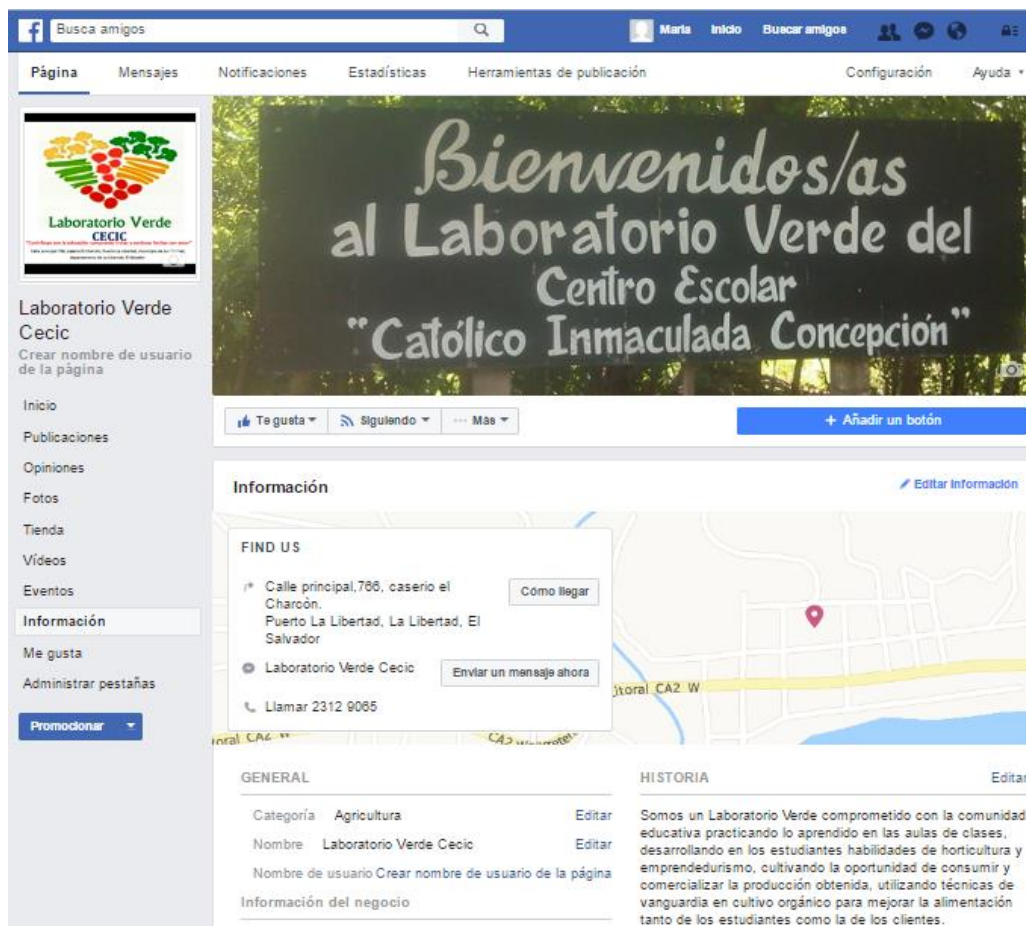 Busca amigos
Maria Inicio Buscar amigos
Página Mensajes Notificaciones Estadísticas Herramientas de publicación Configuración Ayuda
Laboratorio Verde
CECIC
Bienvenidos/as
al Laboratorio Verde del
Centro Escolar
"Católico Inmaculada Concepción"
Laboratorio Verde
Cecic
Crear nombre de usuario
de la página
Inicio
Publicaciones
Opiniones
Fotos
Tienda
Vídeos
Eventos
Información
Me gusta
Administrar pestañas
Promocionar
Te gusta Siguiendo Más + Añadir un botón
Información Editar información
FIND US
Calle principal,766, caserio el
Charcòn.
Puerto La Libertad, La Libertad, El
Salvador
Cómo llegar
Laboratorio Verde Cecic Enviar un mensaje ahora
Llamar 2312 9065
itoral CA2 W
GENERAL
Categoría Agricultura Editar
Nombre Laboratorio Verde Cecic Editar
Nombre de usuario Crear nombre de usuario de la página
Información del negocio
HISTORIA Editar
Somos un Laboratorio Verde comprometido con la comunidad
educativa practicando lo aprendido en las aulas de clases,
desarrollando en los estudiantes habilidades de horticultura y
emprendedurismo, cultivando la oportunidad de consumir y
comercializar la producción obtenida, utilizando técnicas de
vanguardia en cultivo orgánico para mejorar la alimentación
tanto de los estudiantes como la de los clientes.